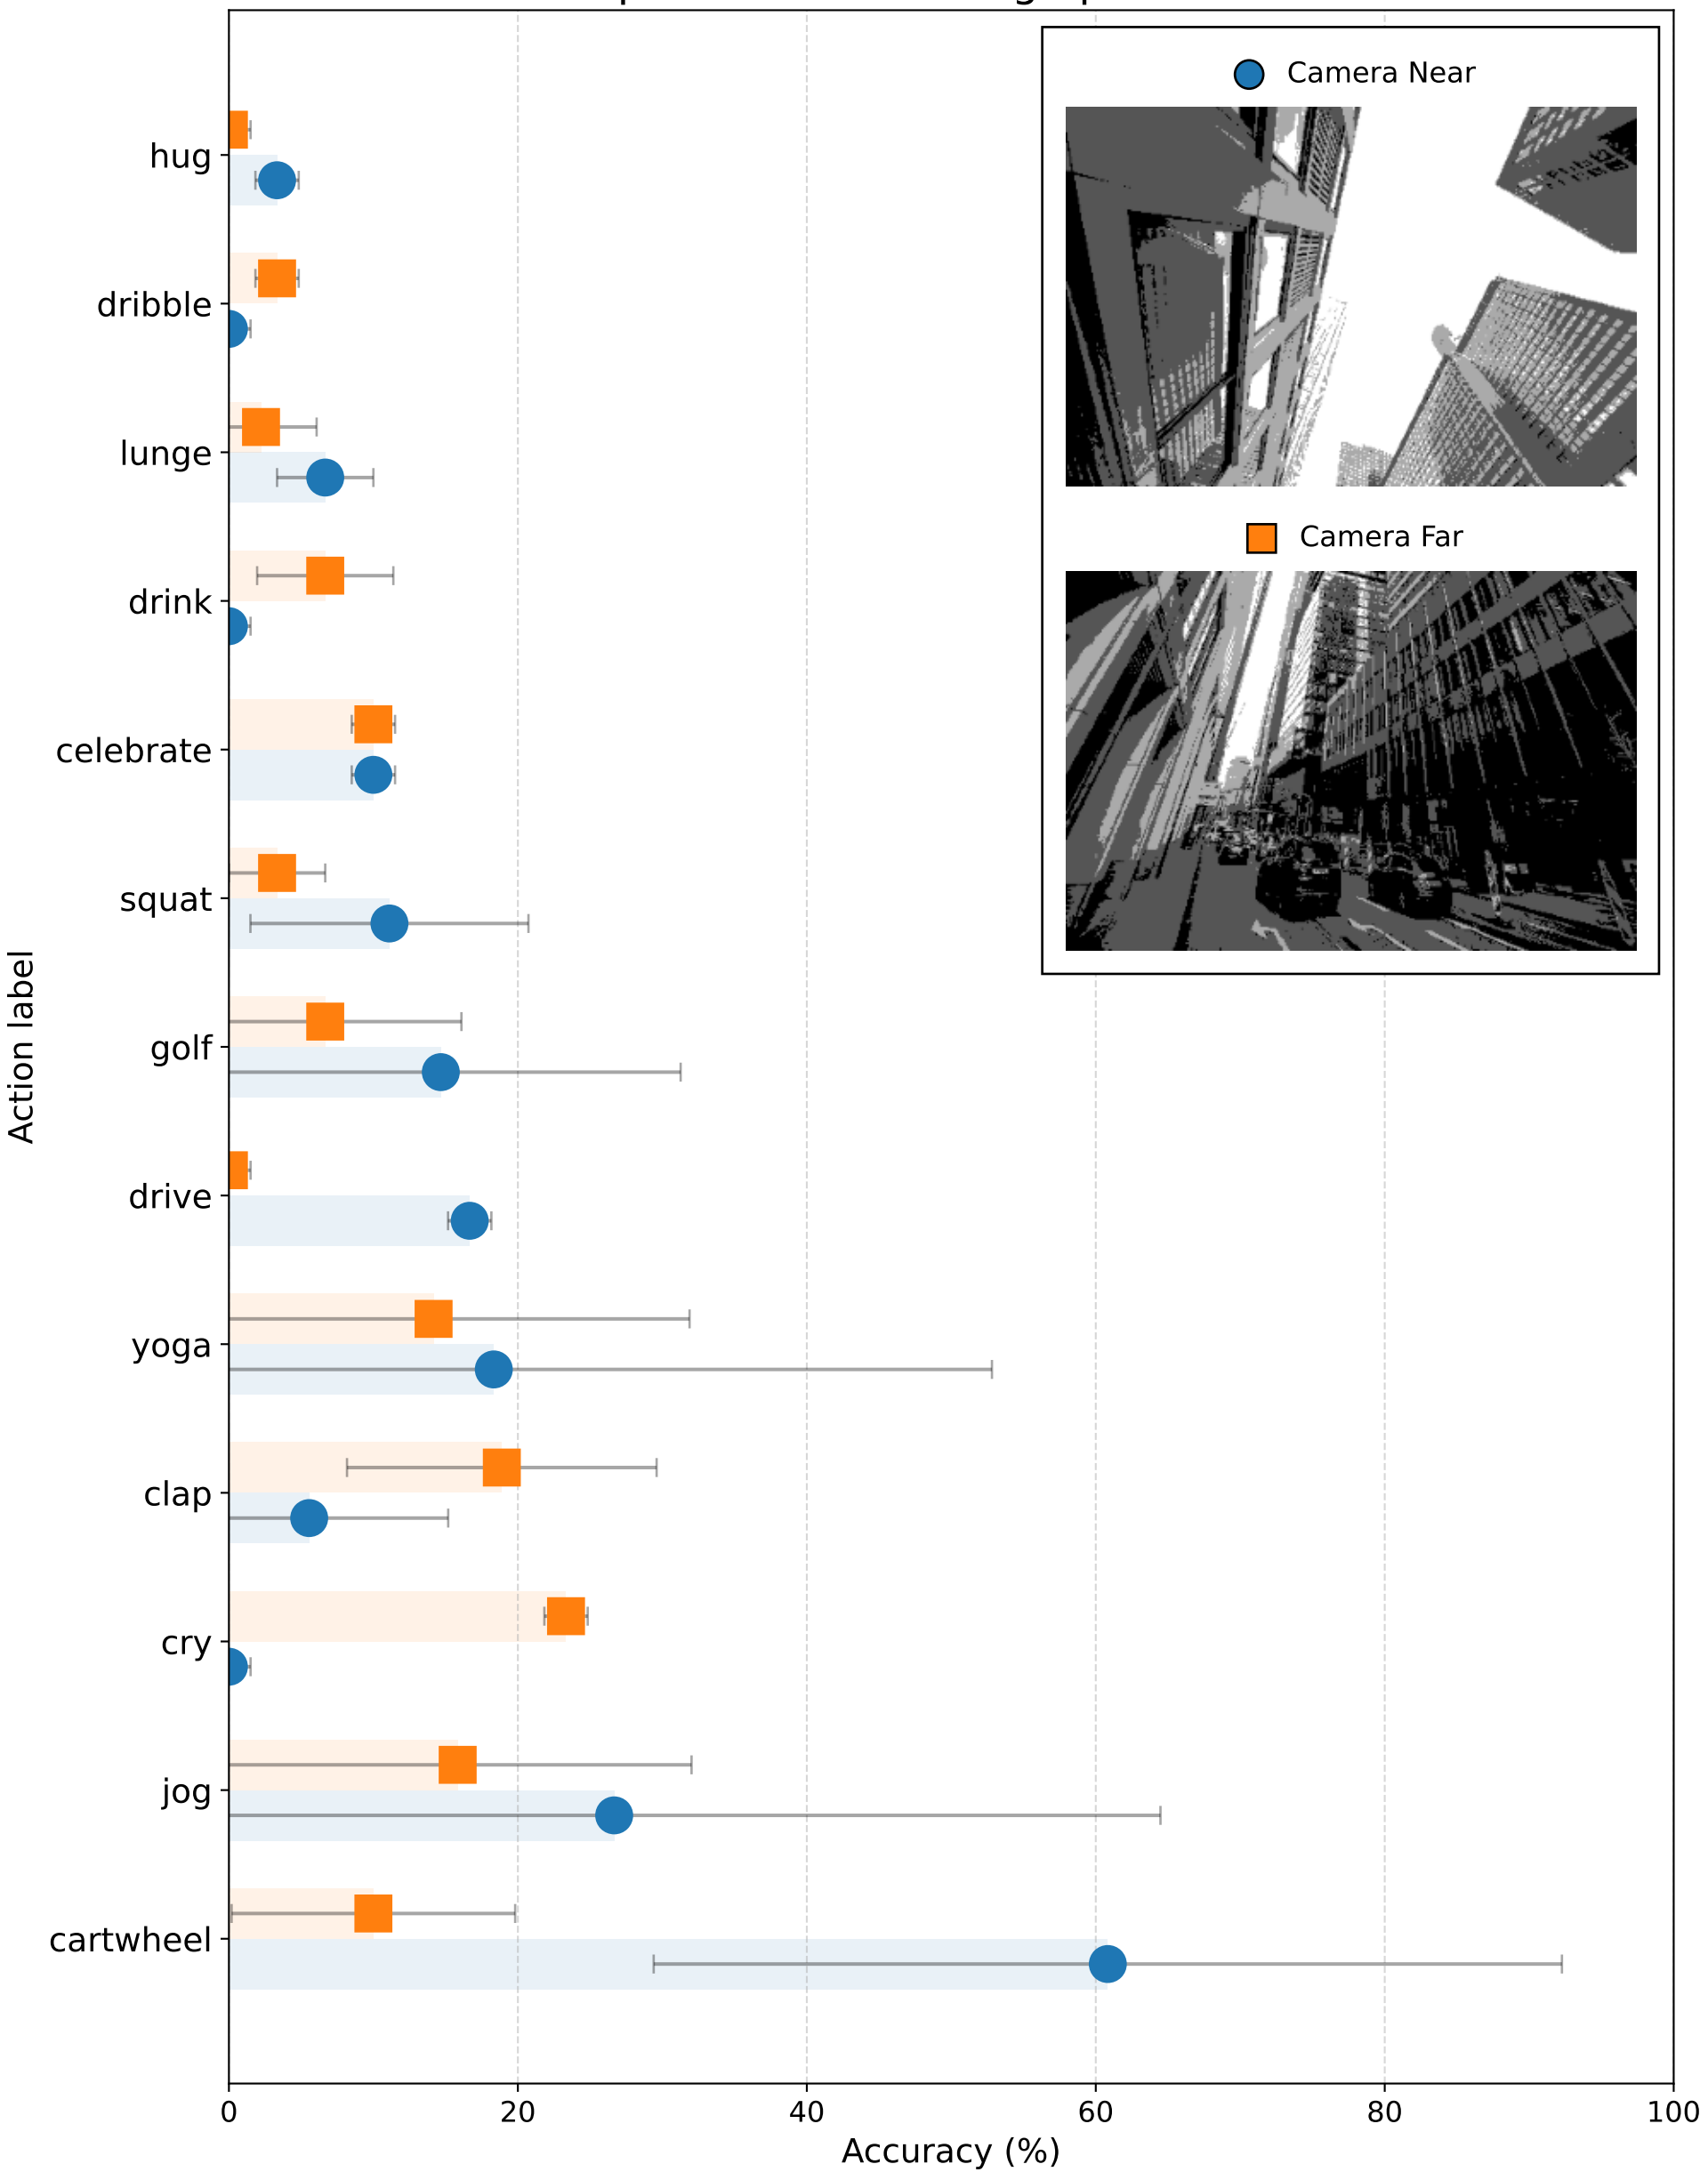 Camera Near
Camera Far
hug
dribble
lunge
drink
celebrate
squat
golf
drive
yoga
clap
cry
jog
cartwheel
Action label
0 20 40 60 80 100
Accuracy (%)